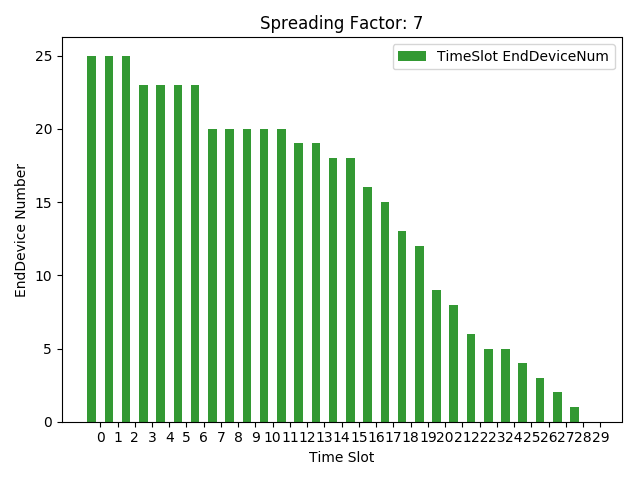 Spreading Factor: 7
TimeSlot EndDeviceNum
EndDevice Number
25
20
15
10
5
0
0 1 2 3 4 5 6 7 8 9 10 11 12 13 14 15 16 17 18 19 20 21 22 23 24 25 26 27 28 29
Time Slot